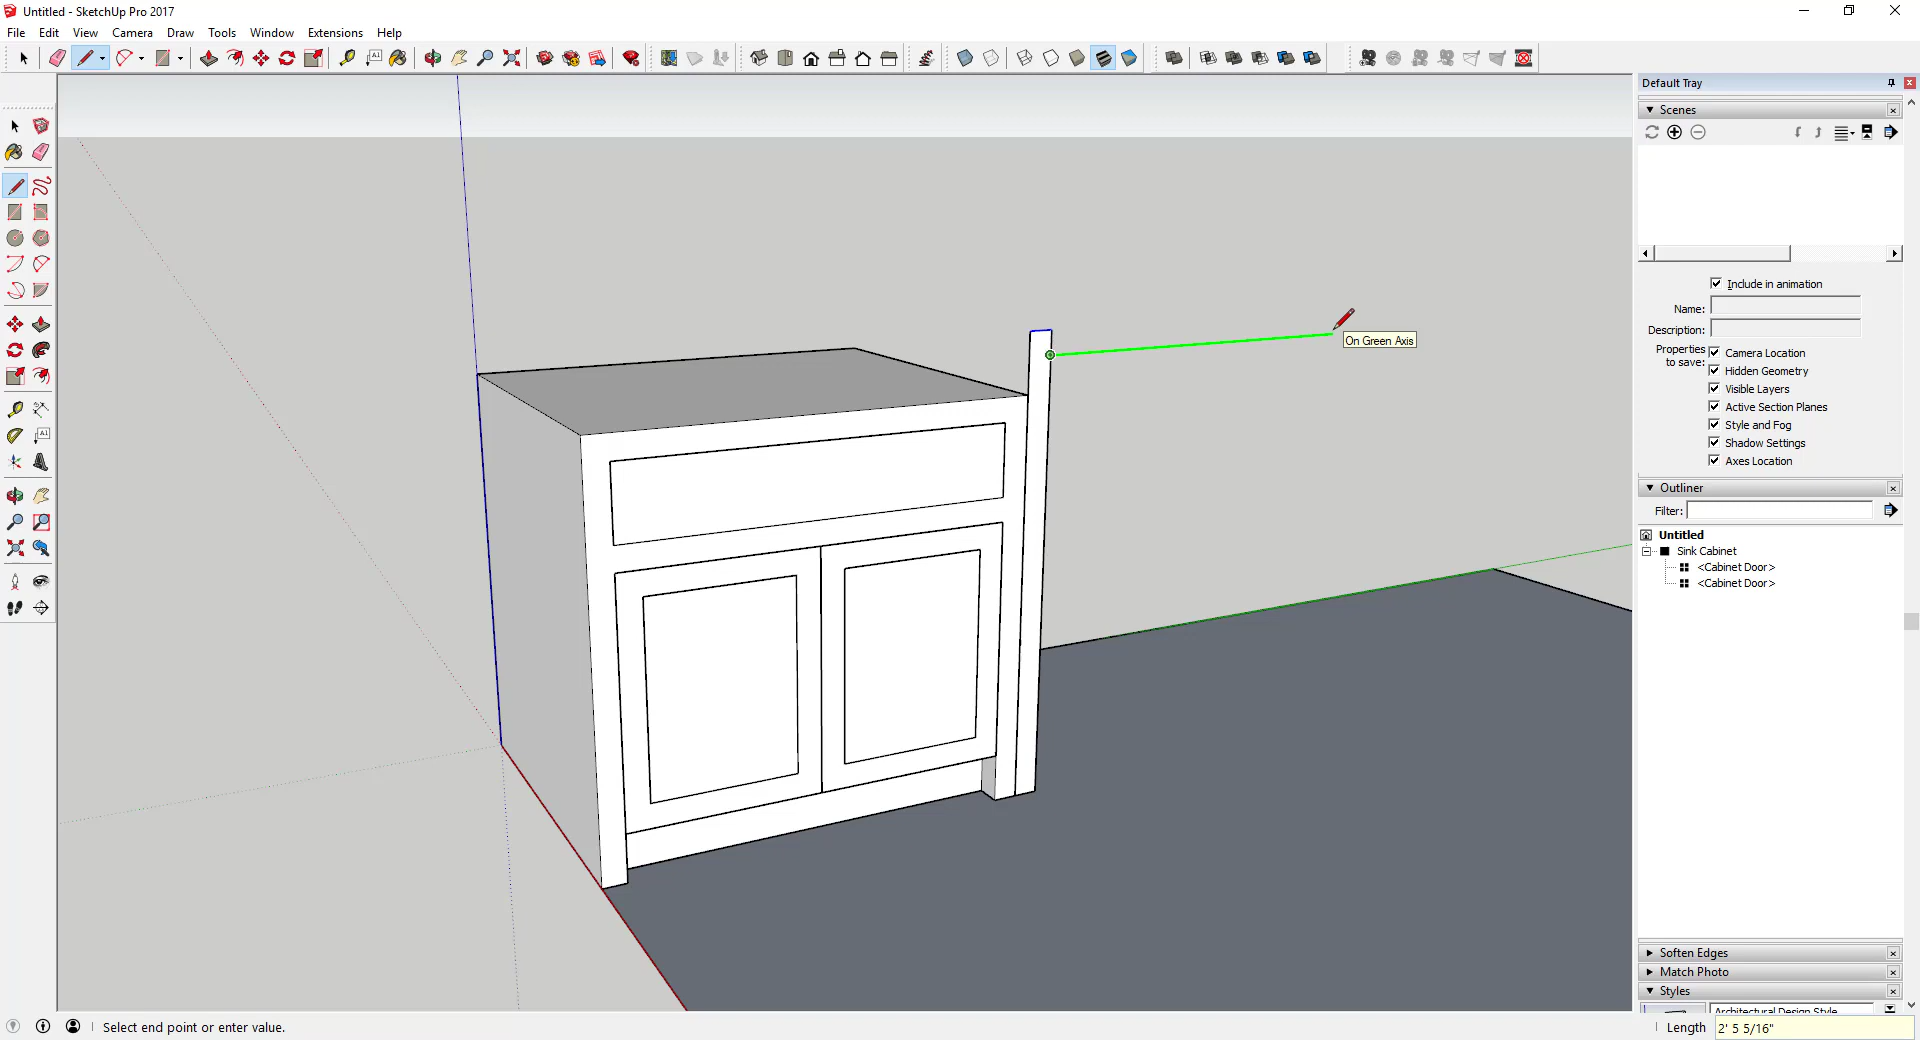 Untitled - SketchUp Pro 2017
File Edit View Camera Draw Tools Window Extensions Help
Default Tray
Scenes
Include in animation
Name:
Description:
Properties to save:
Camera Location
Hidden Geometry
Visible Layers
Active Section Planes
Style and Fog
Shadow Settings
Axes Location
Outliner
Filter:
Untitled
Sink Cabinet
<Cabinet Door>
<Cabinet Door>
On Green Axis
Soften Edges
Match Photo
Styles
Architectural Design Style
Select end point or enter value.
Length 2' 5 5/16"